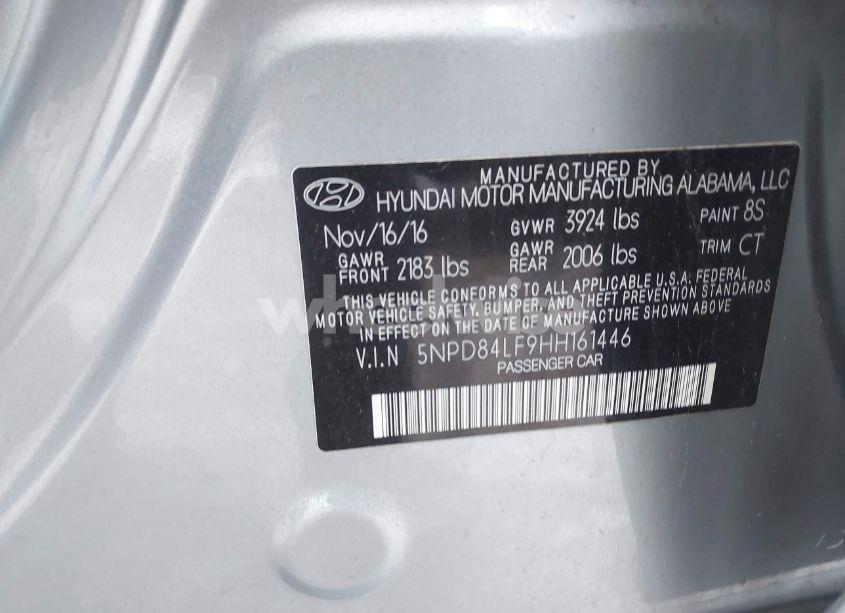 MANUFACTURED BY
HYUNDAI MOTOR MANUFACTURING ALABAMA, LLC
Nov/16/16 GVWR 3924 lbs PAINT 8S
GAWR FRONT 2183 lbs GAWR REAR 2006 lbs TRIM CT
THIS VEHICLE CONFORMS TO ALL APPLICABLE U.S.A. FEDERAL
MOTOR VEHICLE SAFETY, BUMPER, AND THEFT PREVENTION STANDARDS
IN EFFECT ON THE DATE OF MANUFACTURE SHOWN ABOVE
V.I.N 5NPD84LF9HH161446
PASSENGER CAR